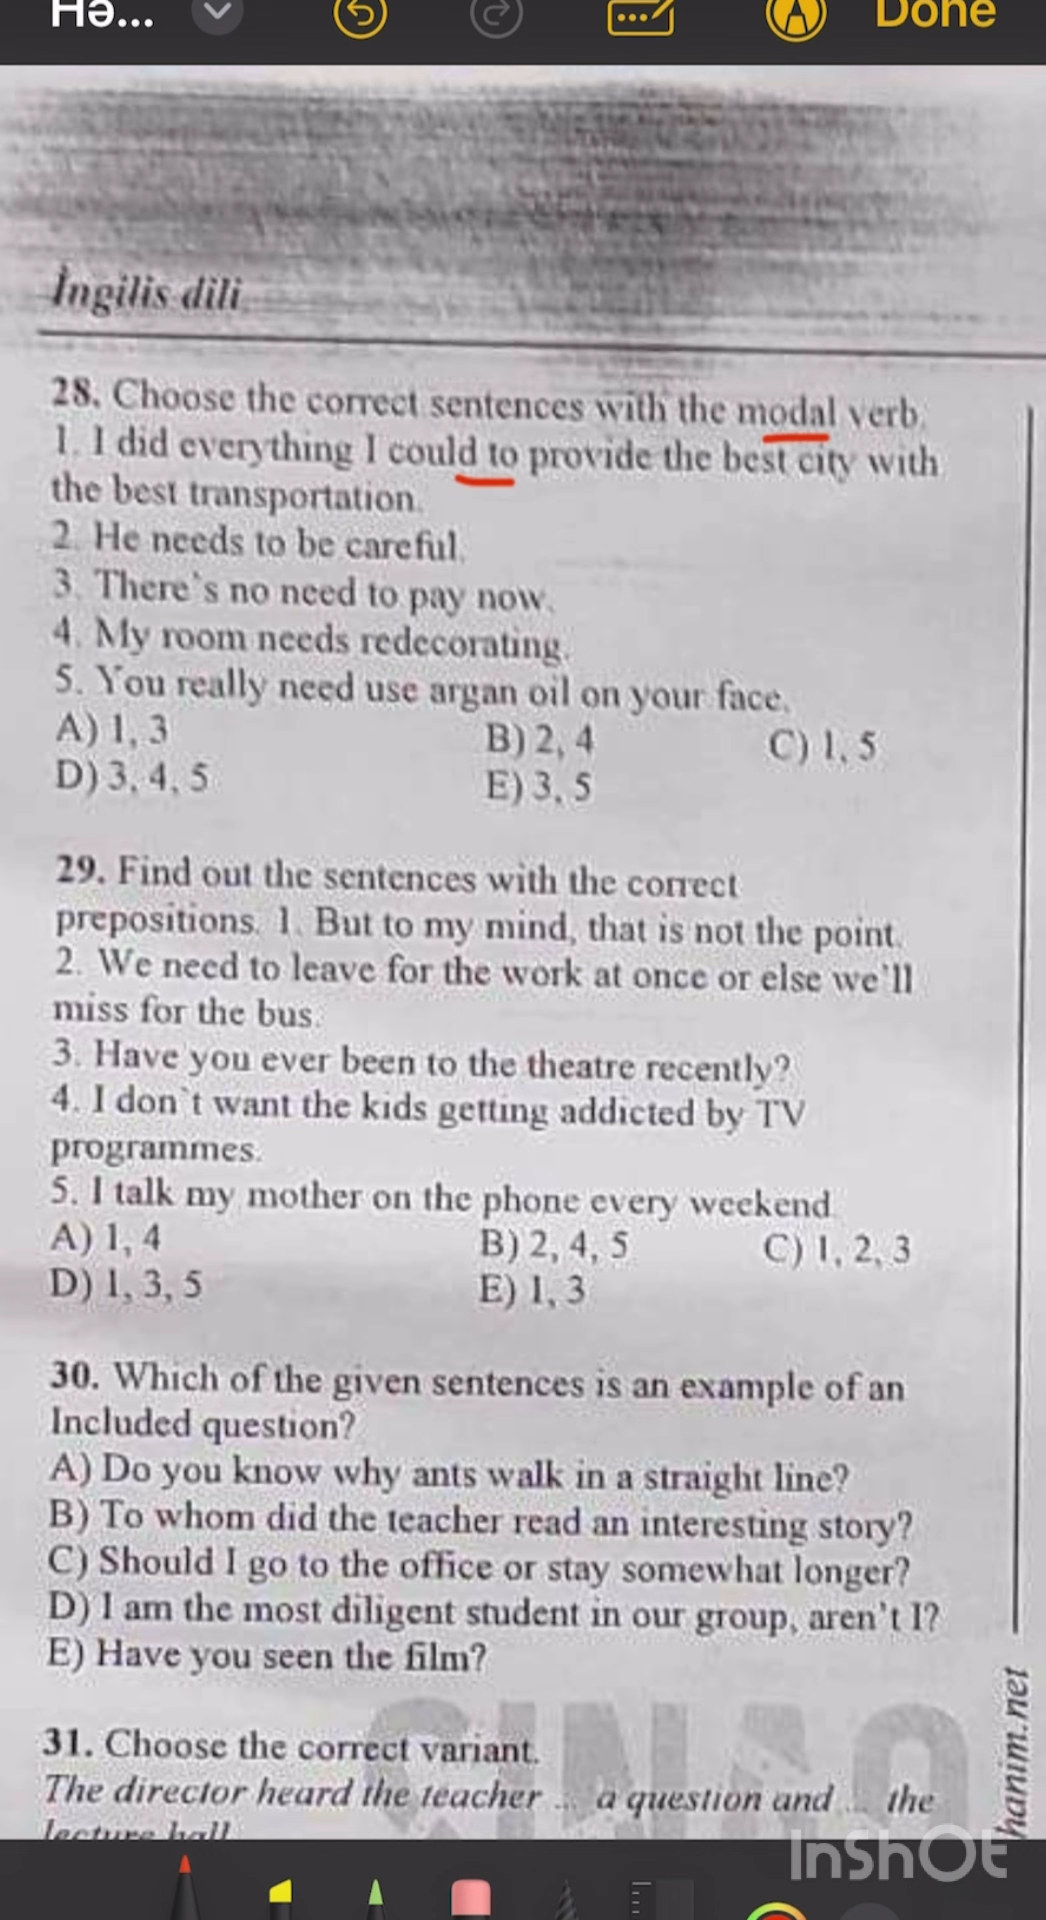 Hə...
Done
İngilis dili
28. Choose the correct sentences with the modal verb.
1. I did everything I could to provide the best city with
the best transportation.
2. He needs to be careful.
3. There`s no need to pay now.
4. My room needs redecorating.
5. You really need use argan oil on your face.
A) 1, 3 B) 2, 4 C) 1, 5
D) 3, 4, 5 E) 3, 5
29. Find out the sentences with the correct
prepositions. 1. But to my mind, that is not the point.
2. We need to leave for the work at once or else we'll
miss for the bus.
3. Have you ever been to the theatre recently?
4. I don`t want the kids getting addicted by TV
programmes.
5. I talk my mother on the phone every weekend.
A) 1, 4 B) 2, 4, 5 C) 1, 2, 3
D) 1, 3, 5 E) 1, 3
30. Which of the given sentences is an example of an
Included question?
A) Do you know why ants walk in a straight line?
B) To whom did the teacher read an interesting story?
C) Should I go to the office or stay somewhat longer?
D) I am the most diligent student in our group, aren't I?
E) Have you seen the film?
31. Choose the correct variant.
The director heard the teacher ... a question and ... the
lecture hall
hanim.net
InShOt